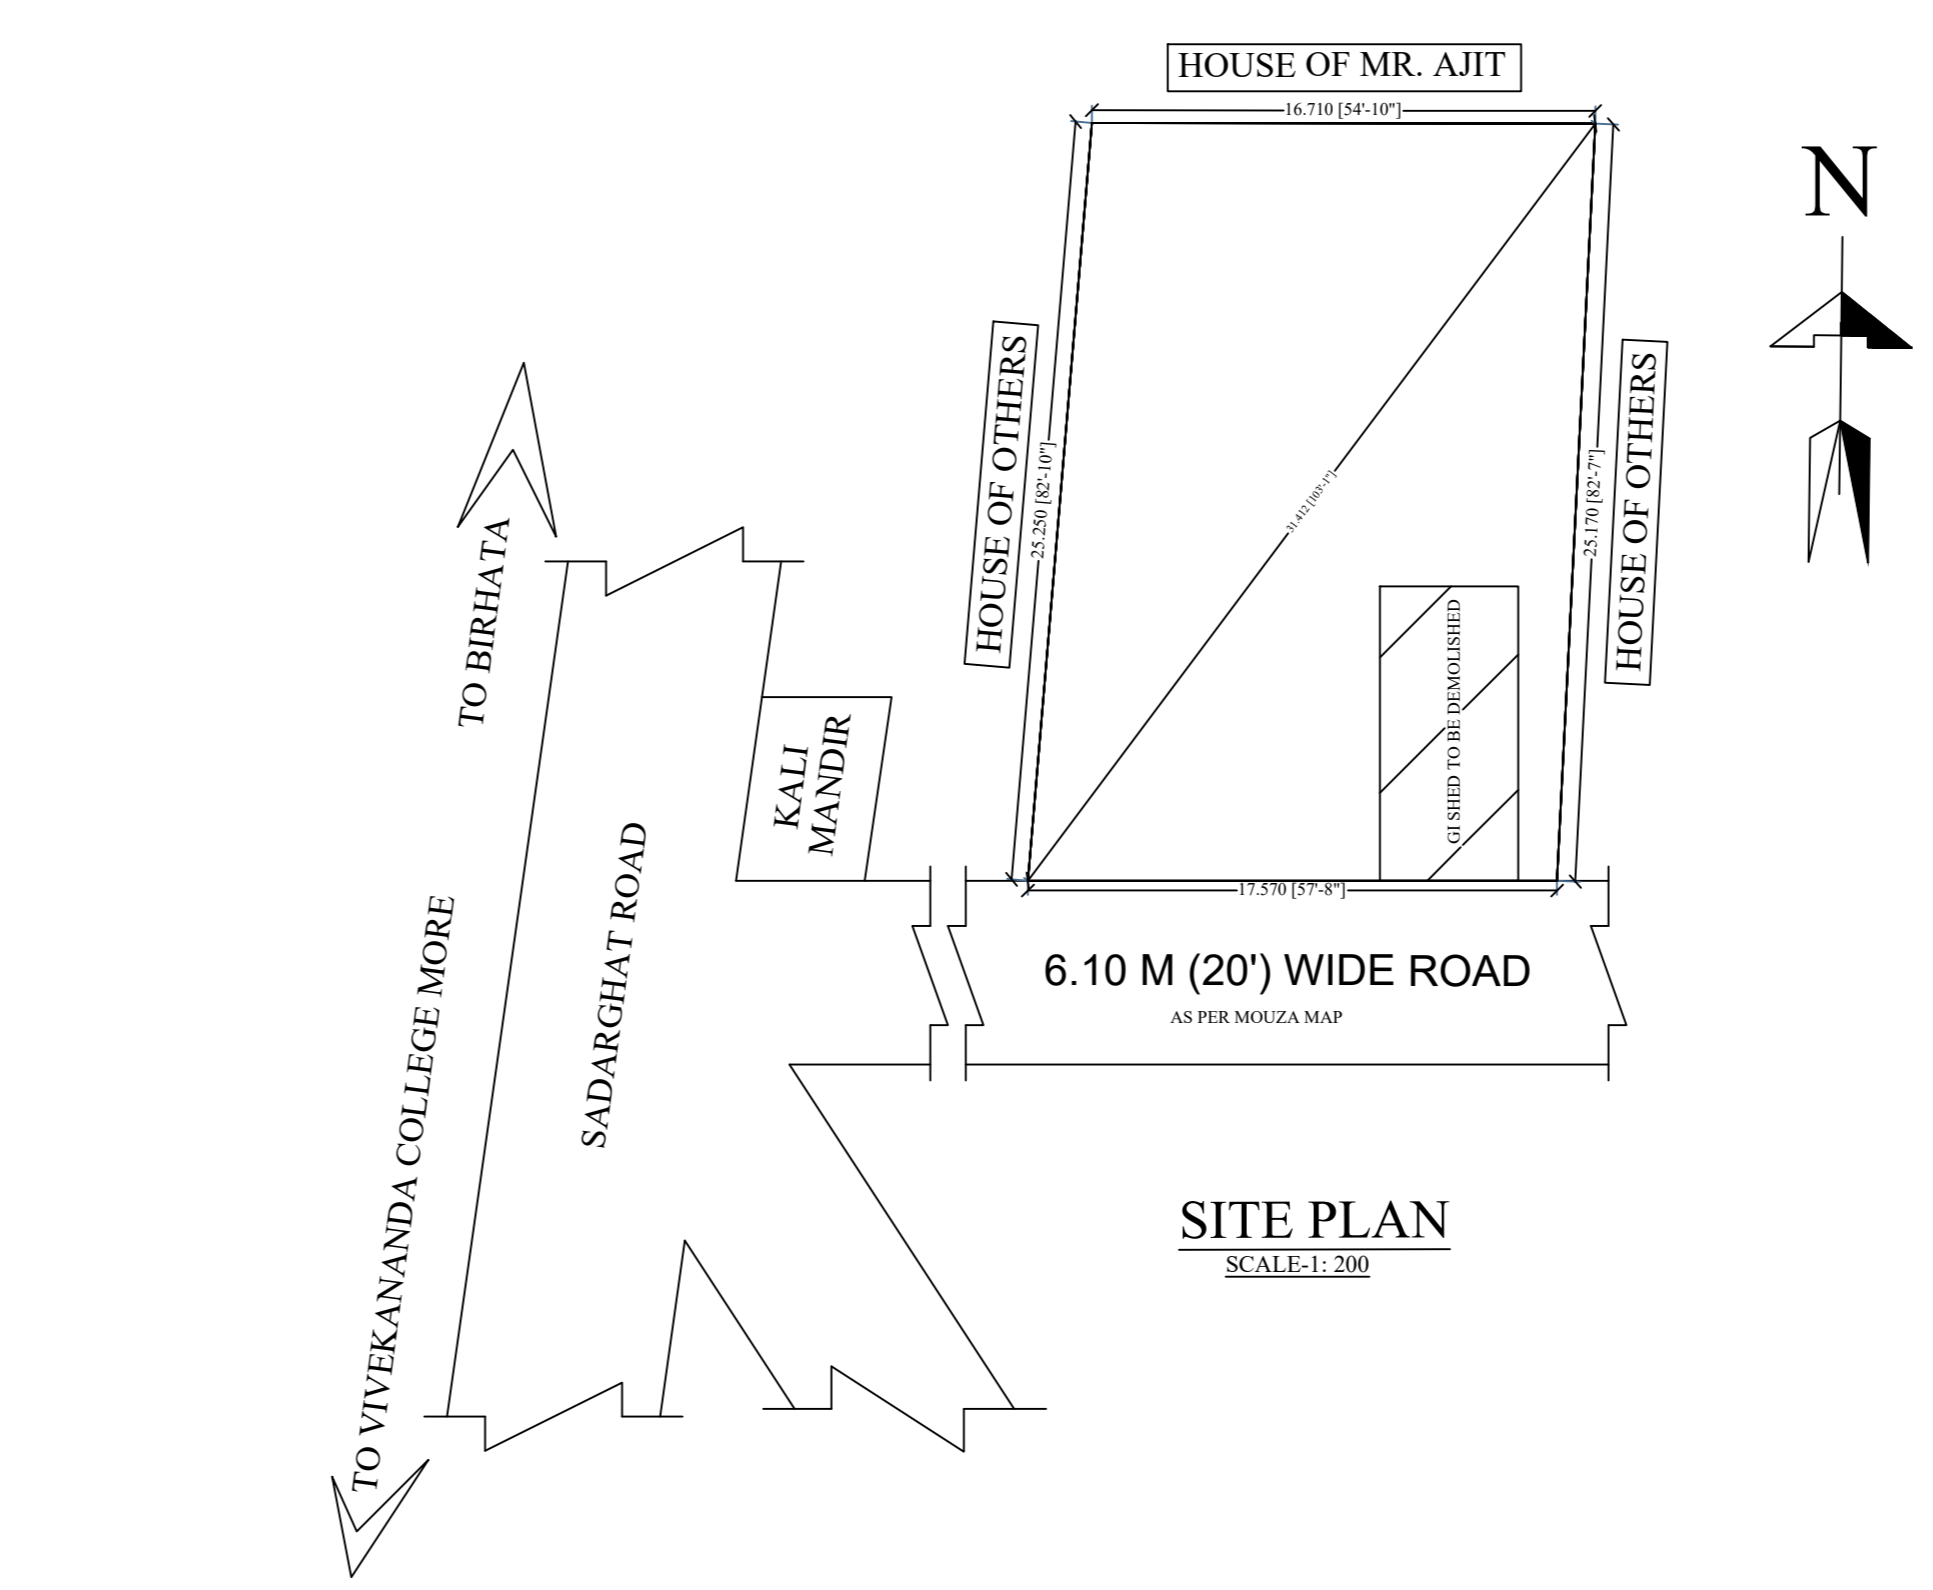 HOUSE OF MR. AJIT
16.710 [54'-10"]
N
HOUSE OF OTHERS
25.250 [82'-10"]
31.412 [103'-1"]
25.170 [82'-7"]
HOUSE OF OTHERS
GI SHED TO BE DEMOLISHED
TO BIRHATA
KALI
MANDIR
SADARGHAT ROAD
17.570 [57'-8"]
6.10 M (20') WIDE ROAD
AS PER MOUZA MAP
TO VIVEKANANDA COLLEGE MORE
SITE PLAN
SCALE-1: 200